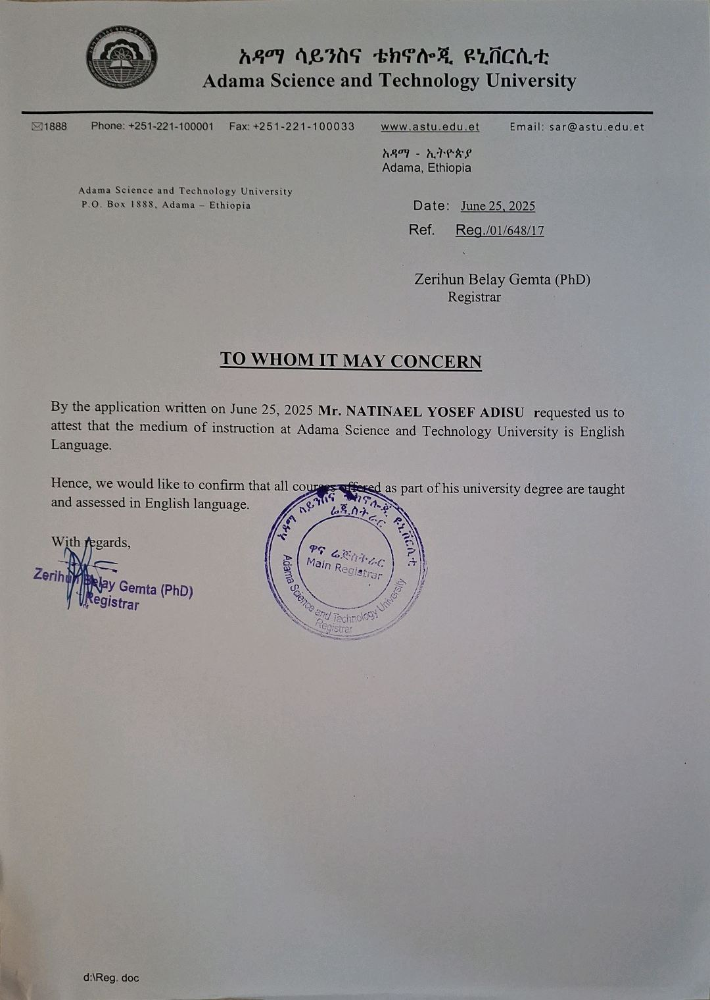 አዳማ ሳይንስና ቴክኖሎጂ ዩኒቨርሲቲ
Adama Science and Technology University
1888 Phone: +251-221-100001 Fax: +251-221-100033 www.astu.edu.et Email: sar@astu.edu.et
አዳማ - ኢትዮጵያ
Adama, Ethiopia
Adama Science and Technology University
P.O. Box 1888, Adama – Ethiopia
Date: June 25, 2025
Ref. Reg./01/648/17
Zerihun Belay Gemta (PhD)
Registrar
TO WHOM IT MAY CONCERN
By the application written on June 25, 2025 Mr. NATINAEL YOSEF ADISU requested us to
attest that the medium of instruction at Adama Science and Technology University is English
Language.
Hence, we would like to confirm that all courses offered as part of his university degree are taught
and assessed in English language.
With regards,
Zerihun Belay Gemta (PhD)
Registrar
አዳማ ሳይንስና ቴክኖሎጂ ዩኒቨርሲቲ
ሬጂስትራር
ዋና ሬጅስትራር
Main Registrar
Adama Science and Technology University
Registrar
d:\Reg. doc